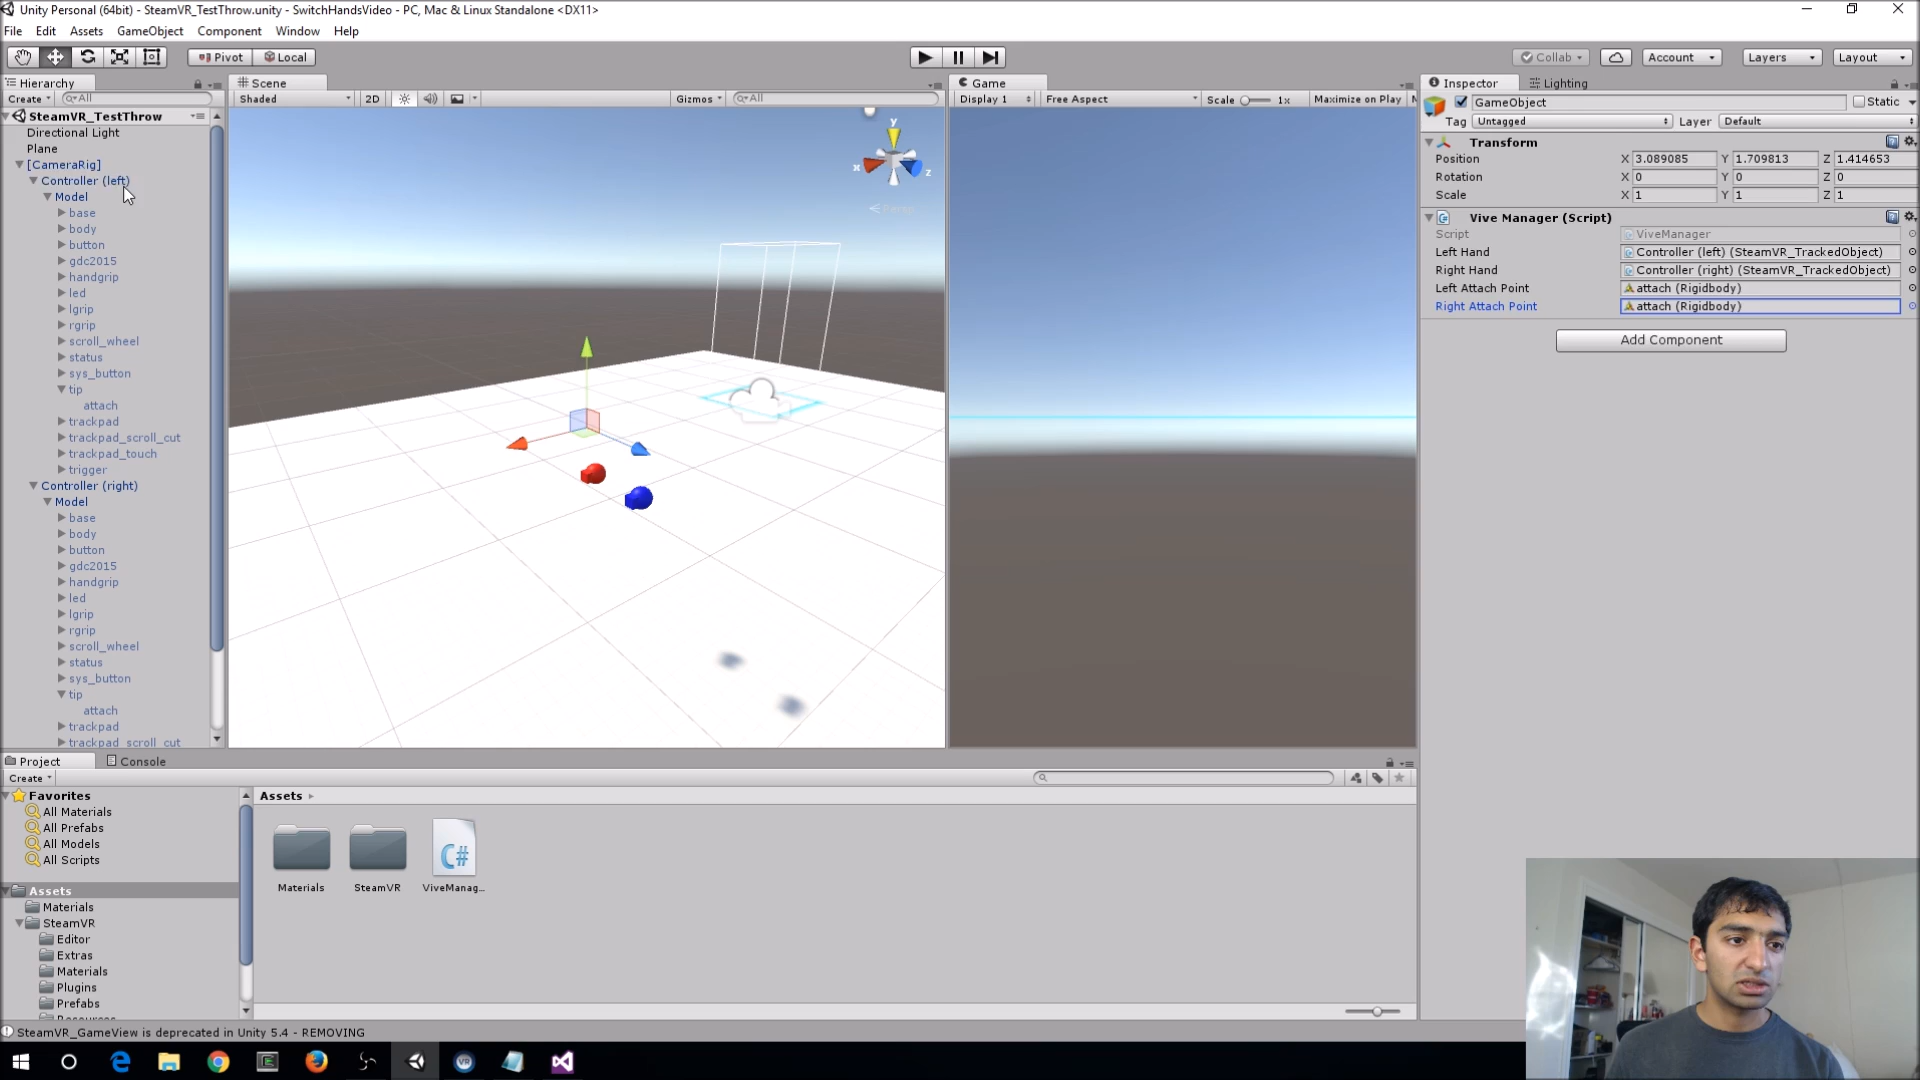 Unity Personal (64bit) - SteamVR_TestThrow.unity - SwitchHandsVideo - PC, Mac & Linux Standalone <DX11>
File Edit Assets GameObject Component Window Help
Pivot Local Collab Account Layers Layout
Hierarchy
Create All
SteamVR_TestThrow
Directional Light
Plane
[CameraRig]
Controller (left)
Model
base
body
button
gdc2015
handgrip
led
lgrip
rgrip
scroll_wheel
status
sys_button
tip
attach
trackpad
trackpad_scroll_cut
trackpad_touch
trigger
Controller (right)
Model
base
body
button
gdc2015
handgrip
led
lgrip
rgrip
scroll_wheel
status
sys_button
tip
attach
trackpad
trackpad_scroll_cut
Scene
Shaded 2D Gizmos All
y
x
z
Persp
Game
Display 1 Free Aspect Scale 1x Maximize on Play M
Inspector Lighting
GameObject Static
Tag Untagged Layer Default
Transform
Position X 3.089085 Y 1.709813 Z 1.414653
Rotation X 0 Y 0 Z 0
Scale X 1 Y 1 Z 1
Vive Manager (Script)
Script ViveManager
Left Hand Controller (left) (SteamVR_TrackedObject)
Right Hand Controller (right) (SteamVR_TrackedObject)
Left Attach Point attach (Rigidbody)
Right Attach Point attach (Rigidbody)
Add Component
Project Console
Create
Favorites
All Materials
All Prefabs
All Models
All Scripts
Assets
Materials
SteamVR
Editor
Extras
Materials
Plugins
Prefabs
Resources
Assets
C#
Materials SteamVR ViveManag...
SteamVR_GameView is deprecated in Unity 5.4 - REMOVING